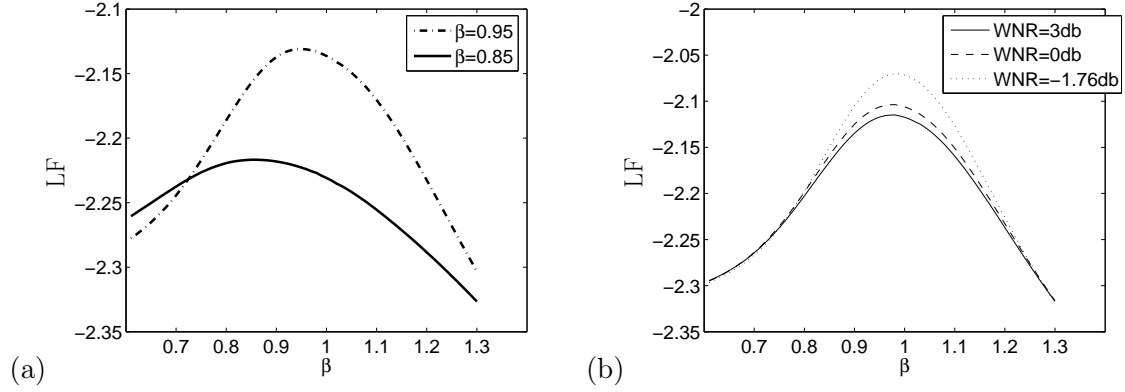 −2.1
β=0.95
β=0.85
−2.15
−2.2
LF
−2.25
−2.3
−2.35
0.7 0.8 0.9 1 1.1 1.2 1.3
β
(a)
−2
WNR=3db
WNR=0db
WNR=−1.76db
−2.05
−2.1
−2.15
LF
−2.2
−2.25
−2.3
−2.35
0.7 0.8 0.9 1 1.1 1.2 1.3
β
(b)